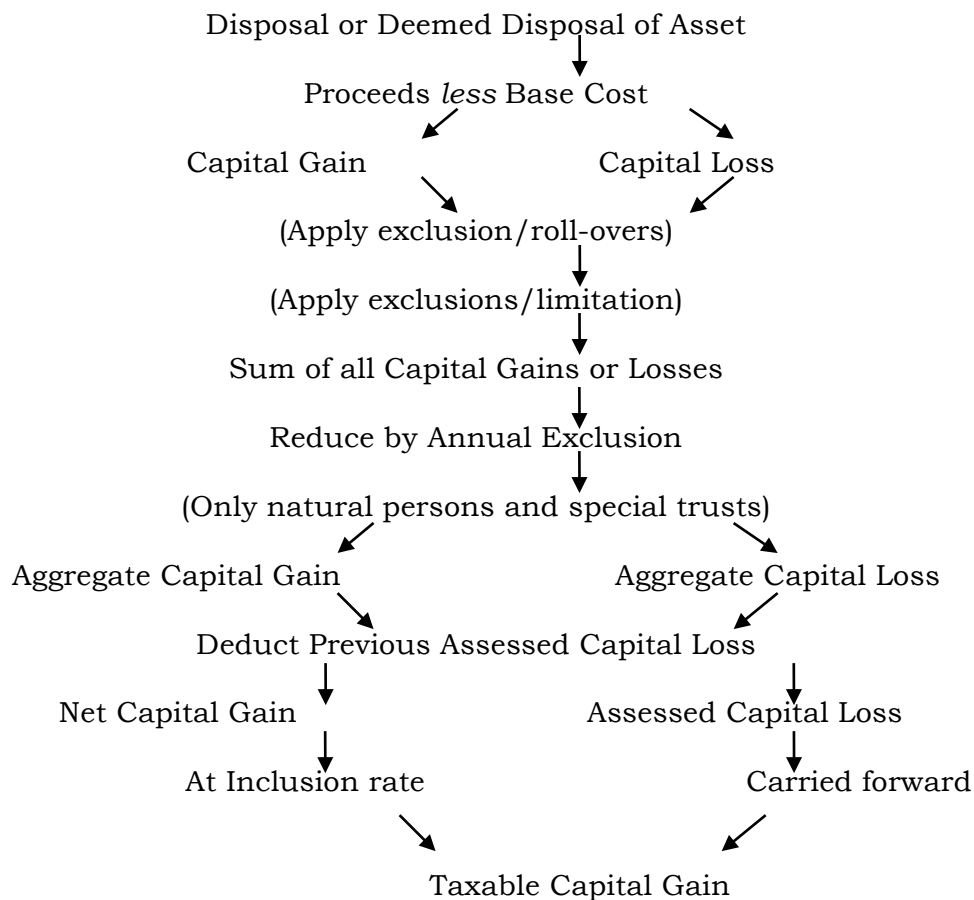 Disposal or Deemed Disposal of Asset
Proceeds less Base Cost
Capital Gain
Capital Loss
(Apply exclusion/roll-overs)
(Apply exclusions/limitation)
Sum of all Capital Gains or Losses
Reduce by Annual Exclusion
(Only natural persons and special trusts)
Aggregate Capital Gain
Aggregate Capital Loss
Deduct Previous Assessed Capital Loss
Net Capital Gain
Assessed Capital Loss
At Inclusion rate
Carried forward
Taxable Capital Gain